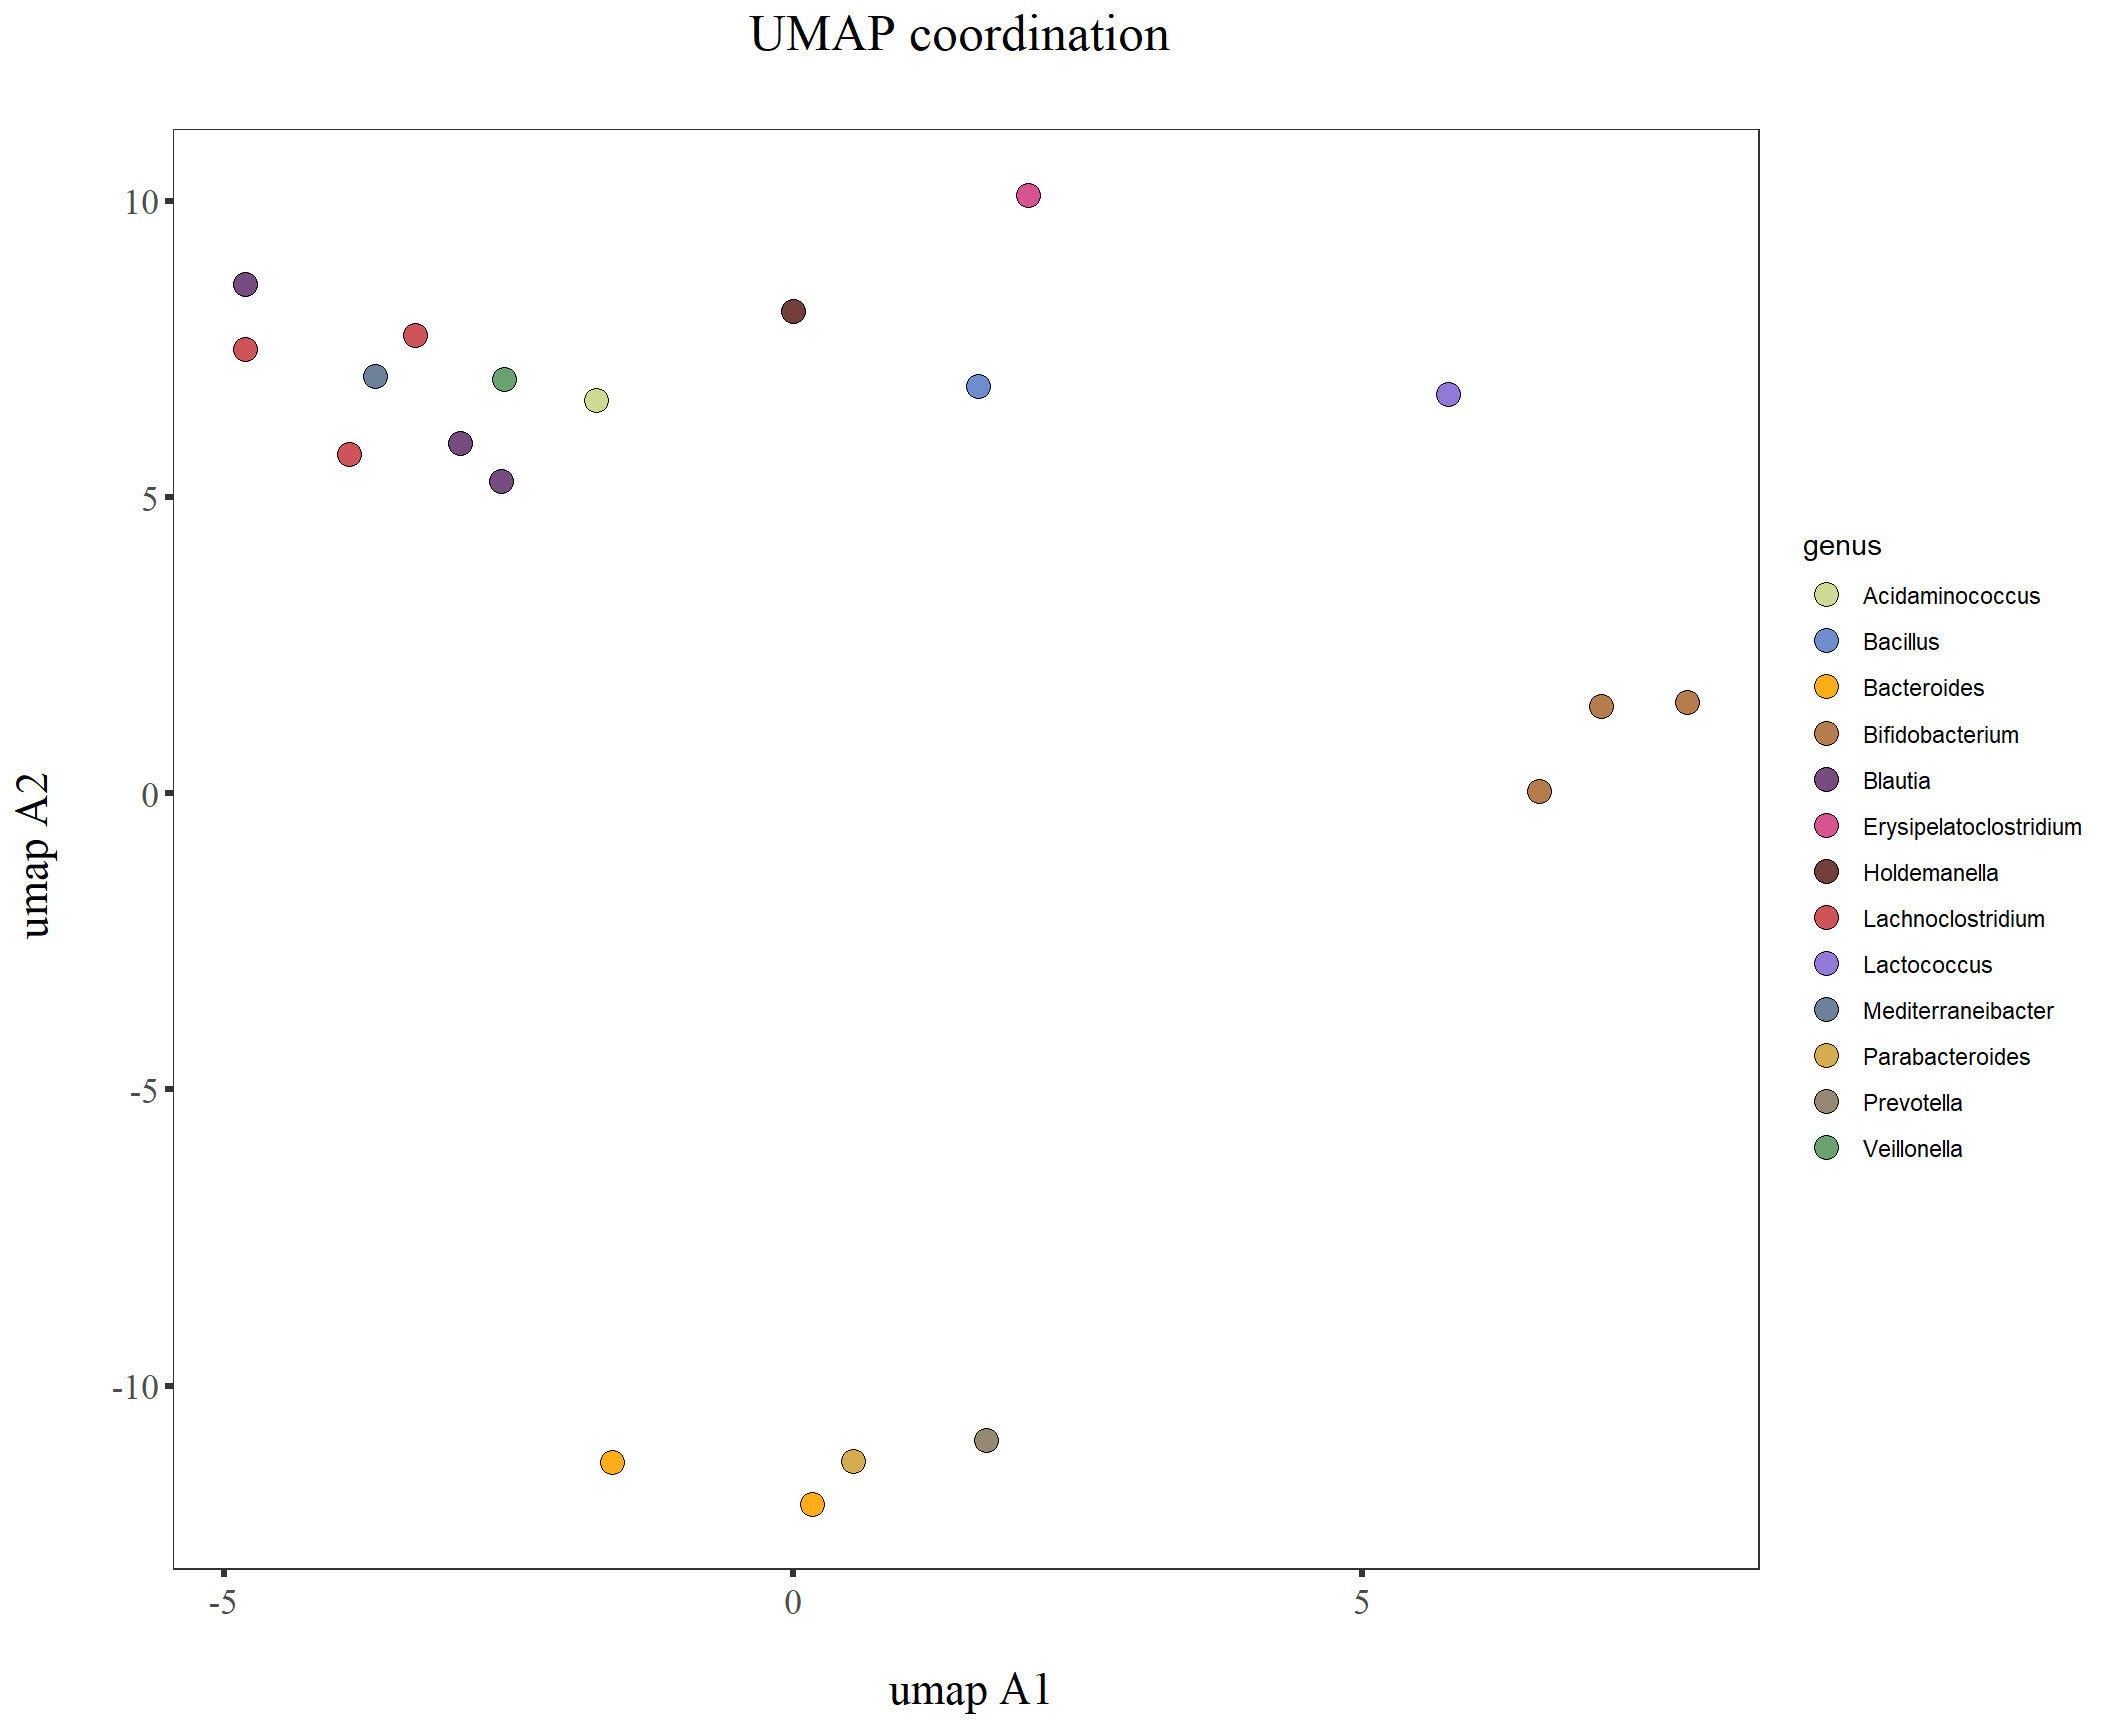 UMAP coordination
10
5
0
-5
-10
umap A2
-5 0 5
umap A1
genus
Acidaminococcus
Bacillus
Bacteroides
Bifidobacterium
Blautia
Erysipelatoclostridium
Holdemanella
Lachnoclostridium
Lactococcus
Mediterraneibacter
Parabacteroides
Prevotella
Veillonella